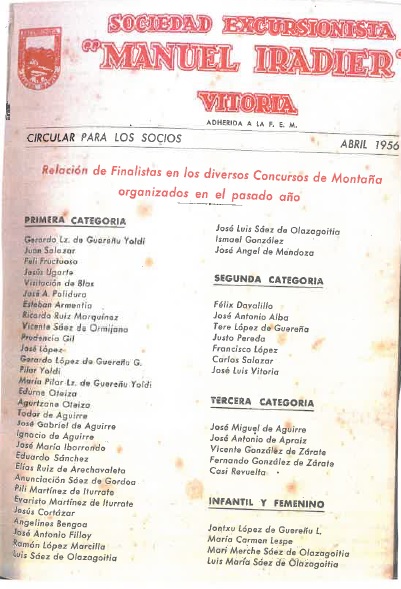 SOCIEDAD EXCURSIONISTA
"MANUEL IRADIER"
VITORIA
ADHERIDA A LA F. E. M.
CIRCULAR PARA LOS SOCIOS
ABRIL 1956
Relación de Finalistas en los diversos Concursos de Montaña
organizados en el pasado año
PRIMERA CATEGORIA
Gerardo Lz. de Guereñu Yoldi
Juan Salazar
Feli Fructuoso
Jesús Ugarte
Visitación de Blas
José A. Polidura
Esteban Armentia
Ricardo Ruiz Marquínez
Vicente Sáez de Ormijana
Prudencio Gil
José López
Gerardo López de Guereñu G.
Pilar Yoldi
María Pilar Lz. de Guereñu Yoldi
Edurne Oteiza
Agurtzane Oteiza
Todor de Aguirre
José Gabriel de Aguirre
Ignacio de Aguirre
José María Iborrondo
Eduardo Sánchez
Elías Ruiz de Arechavaleta
Anunciación Sáez de Gordoa
Pili Martínez de Iturrate
Evaristo Martínez de Iturrate
Jesús Cortázar
Angelines Bengoa
José Antonio Filloy
Ramón López Marcilla
Luis Sáez de Olazagoitia
José Luis Sáez de Olazagoitia
Ismael González
José Angel de Mendoza
SEGUNDA CATEGORIA
Félix Davalillo
José Antonio Alba
Tere López de Guereña
Justo Pereda
Francisco López
Carlos Salazar
José Luis Vitoria
TERCERA CATEGORIA
José Miguel de Aguirre
José Antonio de Apraiz
Vicente González de Zárate
Fernando González de Zárate
Casi Revuelta
INFANTIL Y FEMENINO
Jontxu López de Guereñu L.
María Carmen Lespe
Mari Merche Sáez de Olazagoitia
Luis María Sáez de Olazagoitia